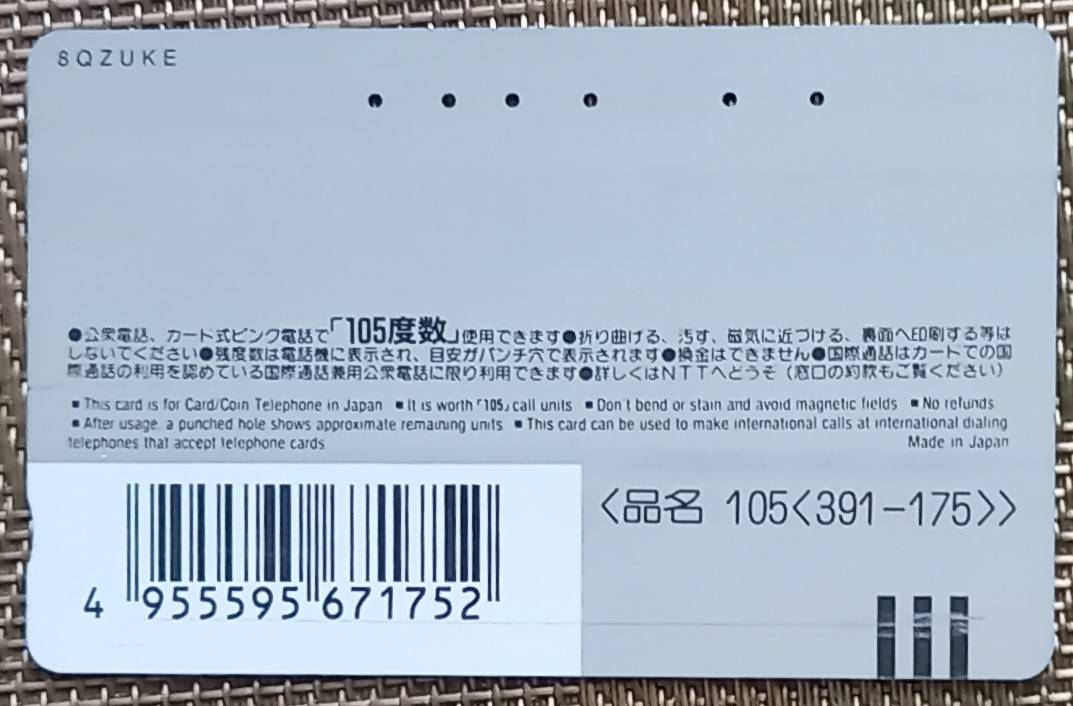 8QZUKE
●公衆電話、カード式ピンク電話で「105度数」使用できます●折り曲げる、汚す、磁気に近づける、裏面へ印刷する等は
しないでください●残度数は電話機に表示され、目安がパンチ穴で表示されます●換金はできません●国際通話はカードでの国
際通話の利用を認めている国際通話兼用公衆電話に限り利用できます●詳しくはNTTへどうぞ(窓口の約款もご覧ください)
■This card is for Card/Coin Telephone in Japan ■It is worth「105」call units ■Don't bend or stain and avoid magnetic fields ■No refunds
■After usage, a punched hole shows approximate remaining units ■This card can be used to make international calls at international dialing
telephones that accept telephone cards
Made in Japan
<品名 105<391-175>>
4 955595 671752